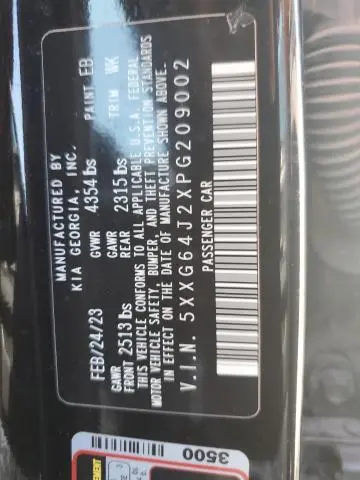 MANUFACTURED BY
KIA GEORGIA, INC.
FEB/24/23 GVWR 4354 lbs PAINT EB
GAWR FRONT 2513 lbs GAWR REAR 2315 lbs TRIM WK
THIS VEHICLE CONFORMS TO ALL APPLICABLE U.S.A. FEDERAL
MOTOR VEHICLE SAFETY, BUMPER, AND THEFT PREVENTION STANDARDS
IN EFFECT ON THE DATE OF MANUFACTURE SHOWN ABOVE.
V.I.N. 5XXG64J2XPG209002
PASSENGER CAR
3500